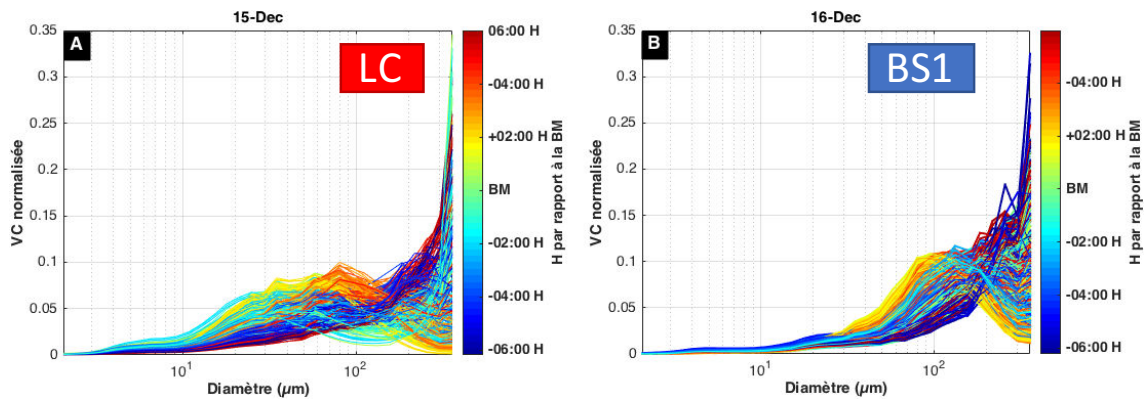 15-Dec
A
LC
0.35
0.3
0.25
0.2
0.15
0.1
0.05
0
VC normalisée
10^1
10^2
Diamètre (µm)
06:00 H
-04:00 H
+02:00 H
BM
-02:00 H
-04:00 H
-06:00 H
H par rapport à la BM
16-Dec
B
BS1
0.35
0.3
0.25
0.2
0.15
0.1
0.05
0
VC normalisée
10^1
10^2
Diamètre (µm)
-04:00 H
+02:00 H
BM
-02:00 H
-04:00 H
-06:00 H
H par rapport à la BM